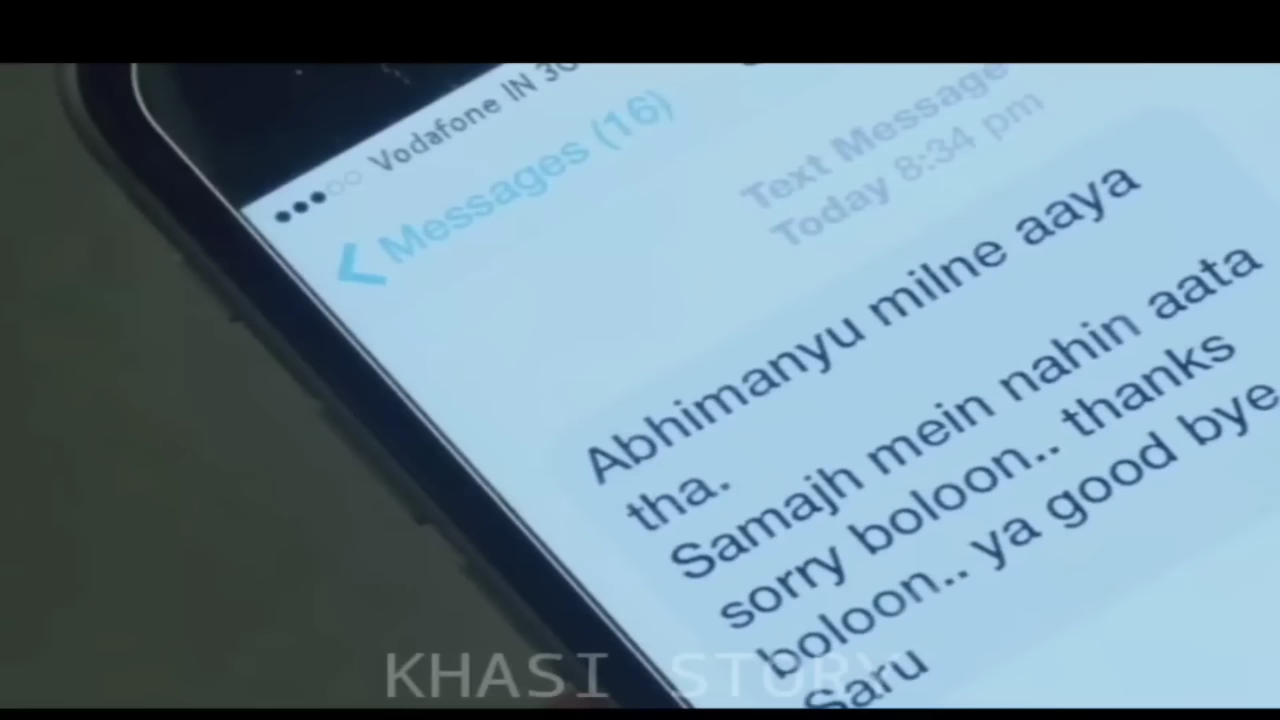 Vodafone IN 3G
Messages (16)
Text Message
Today 8:34 pm
Abhimanyu milne aaya
tha.
Samajh mein nahin aata
sorry boloon.. thanks
boloon.. ya good bye
Saru
KHASI STORY